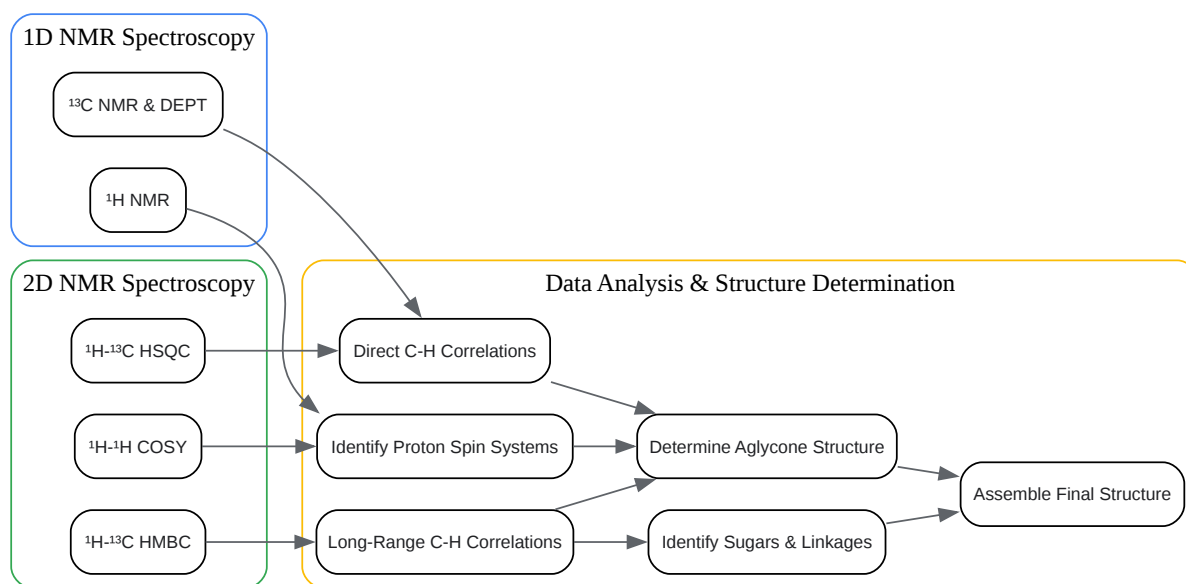 1D NMR Spectroscopy
¹³C NMR & DEPT
¹H NMR
2D NMR Spectroscopy
¹H-¹³C HSQC
¹H-¹H COSY
¹H-¹³C HMBC
Data Analysis & Structure Determination
Direct C-H Correlations
Identify Proton Spin Systems
Long-Range C-H Correlations
Determine Aglycone Structure
Identify Sugars & Linkages
Assemble Final Structure